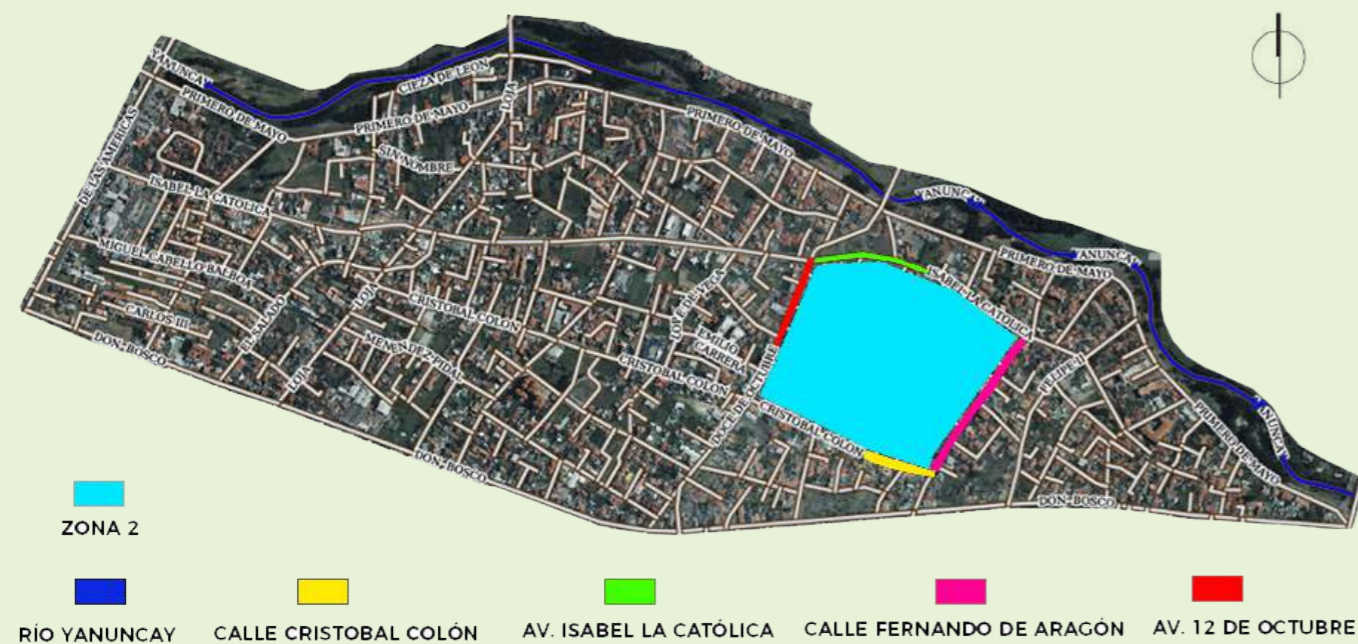 YANUNCAY
CIEZA DE LEON
PRIMERO DE MAYO
PRIMERO DE MAYO
LOJA
PRIMERO DE MAYO
SIN NOMBRE
DE LAS AMERICAS
ISABEL LA CATOLICA
YANUNCAY
MIGUEL CABELLO BALBOA
YANUNCAY
PRIMERO DE MAYO
ISABEL LA CATOLICA
LOPE DE VEGA
LOJA
CRISTOBAL COLON
CARLOS III
EL SALADO
EMILIO
CARRERA
MENENDEZ PIDAL
DON BOSCO
FELIPE II
CRISTOBAL COLON
DOCE DE OCTUBRE
LOJA
CRISTOBAL COLON
YANUNCAY
PRIMERO DE MAYO
DON BOSCO
DON BOSCO
ZONA 2
RÍO YANUNCAY
CALLE CRISTOBAL COLÓN
AV. ISABEL LA CATÓLICA
CALLE FERNANDO DE ARAGÓN
AV. 12 DE OCTUBRE